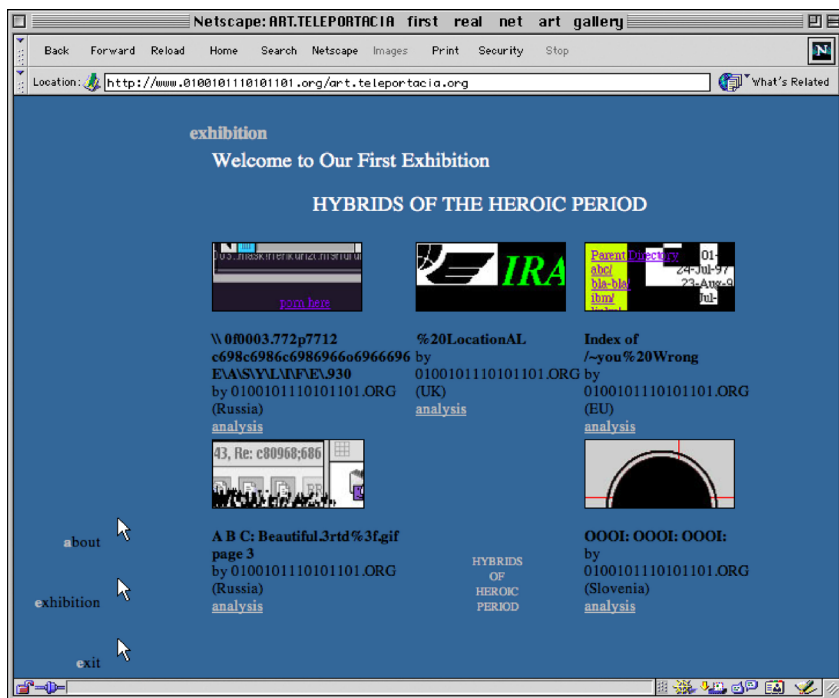 Netscape: ART.TELEPORTACIA first real net art gallery
Back Forward Reload Home Search Netscape Images Print Security Stop
N
Location: http://www.0100101110101101.org/art.teleportacia.org What's Related
exhibition
Welcome to Our First Exhibition
HYBRIDS OF THE HEROIC PERIOD
porn here
IRA
Parent Directory 01-
abc/ 24-Jul-97
bla-bla/ 23-Aug-9
ibm/ Jul-
\\ 0f0003.772p7712
c698c6986c6986966o6966696
E\A\S\Y\L\I\F\E\.930
by 0100101110101101.ORG
(Russia)
analysis
%20LocationAL
by
0100101110101101.ORG
(UK)
analysis
Index of
/~you%20Wrong
by
0100101110101101.ORG
(EU)
analysis
43, Re: c80968;686
A B C: Beautiful.3rtd%3f.gif
page 3
by 0100101110101101.ORG
(Russia)
analysis
HYBRIDS
OF
HEROIC
PERIOD
OOOI: OOOI: OOOI:
by
0100101110101101.ORG
(Slovenia)
analysis
about
exhibition
exit